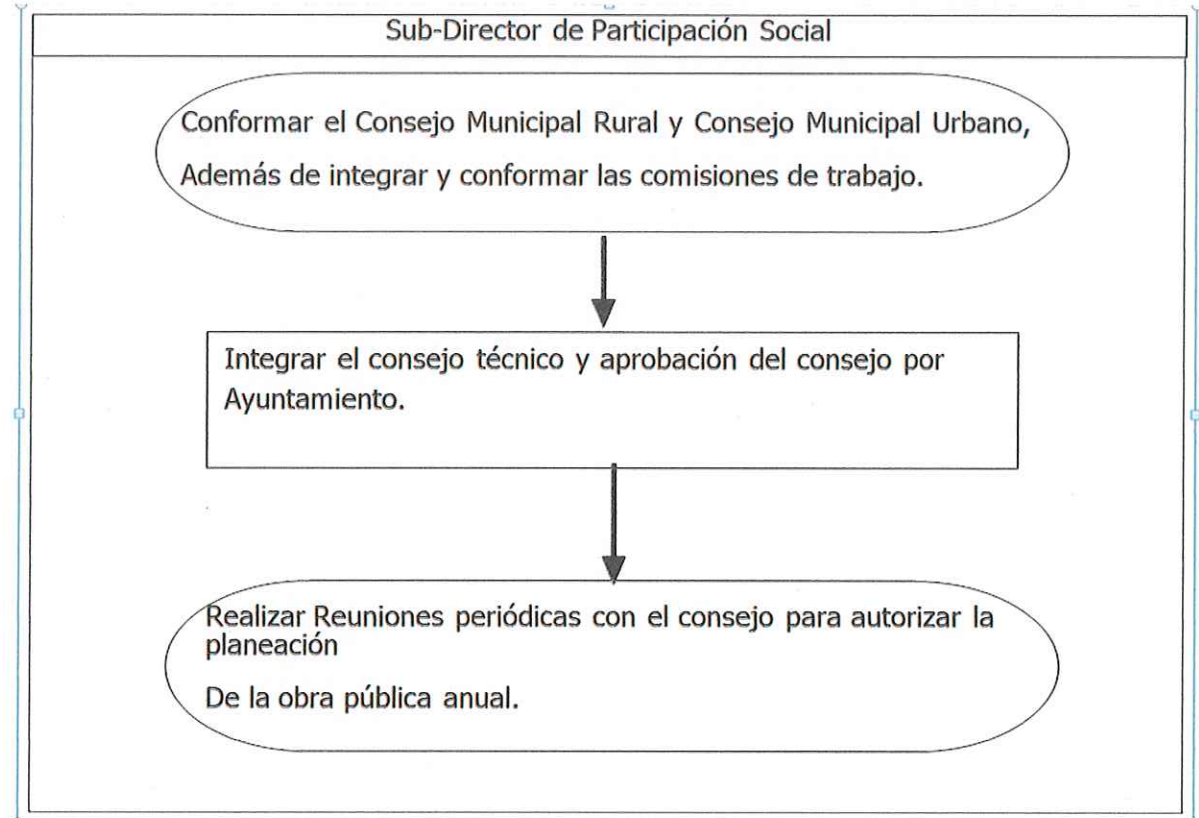 Sub-Director de Participación Social
Conformar el Consejo Municipal Rural y Consejo Municipal Urbano,
Además de integrar y conformar las comisiones de trabajo.
Integrar el consejo técnico y aprobación del consejo por
Ayuntamiento.
Realizar Reuniones periódicas con el consejo para autorizar la
planeación
De la obra pública anual.